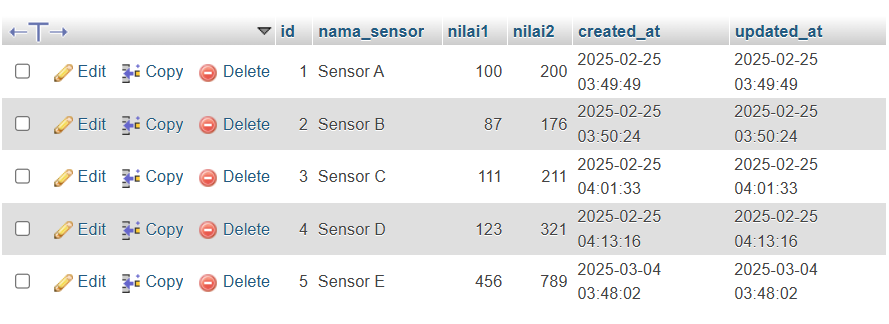 id nama_sensor nilai1 nilai2 created_at updated_at
Edit Copy Delete 1 Sensor A 100 200 2025-02-25 03:49:49 2025-02-25 03:49:49
Edit Copy Delete 2 Sensor B 87 176 2025-02-25 03:50:24 2025-02-25 03:50:24
Edit Copy Delete 3 Sensor C 111 211 2025-02-25 04:01:33 2025-02-25 04:01:33
Edit Copy Delete 4 Sensor D 123 321 2025-02-25 04:13:16 2025-02-25 04:13:16
Edit Copy Delete 5 Sensor E 456 789 2025-03-04 03:48:02 2025-03-04 03:48:02